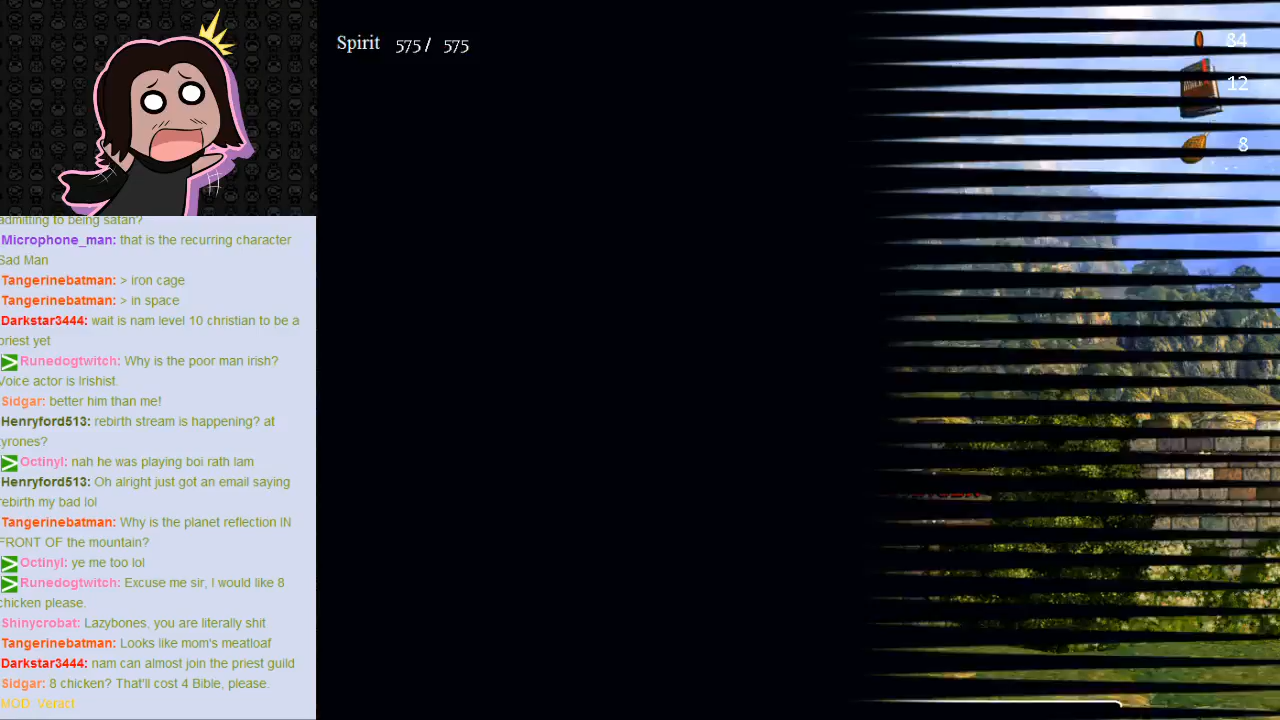 Spirit 575 / 575
84
12
8
admitting to being satan?
Microphone_man: that is the recurring character
Sad Man
Tangerinebatman: > iron cage
Tangerinebatman: > in space
Darkstar3444: wait is nam level 10 christian to be a
priest yet
Runedogtwitch: Why is the poor man irish?
Voice actor is Irishist.
Sidgar: better him than me!
Henryford513: rebirth stream is happening? at
tyrones?
Octinyl: nah he was playing boi rath lam
Henryford513: Oh alright just got an email saying
rebirth my bad lol
Tangerinebatman: Why is the planet reflection IN
FRONT OF the mountain?
Octinyl: ye me too lol
Runedogtwitch: Excuse me sir, I would like 8
chicken please.
Shinycrobat: Lazybones, you are literally shit
Tangerinebatman: Looks like mom's meatloaf
Darkstar3444: nam can almost join the priest guild
Sidgar: 8 chicken? That'll cost 4 Bible, please.
MOD: Veract